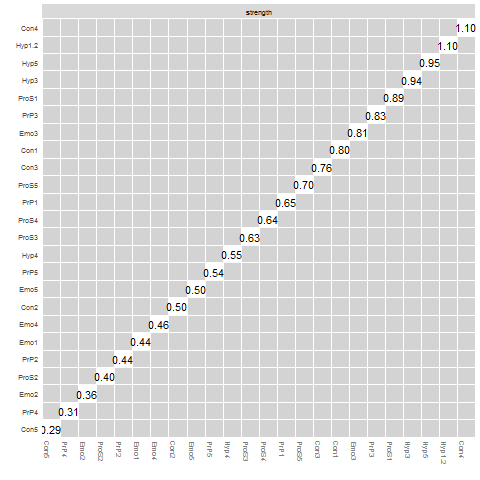 strength
Con4 1.10
Hyp1.2 1.10
Hyp5 0.95
Hyp3 0.94
ProS1 0.89
PrP3 0.83
Emo3 0.81
Con1 0.80
Con3 0.76
ProS5 0.70
PrP1 0.65
ProS4 0.64
ProS3 0.63
Hyp4 0.55
PrP5 0.54
Emo5 0.50
Con2 0.50
Emo4 0.46
Emo1 0.44
PrP2 0.44
ProS2 0.40
Emo2 0.36
PrP4 0.31
Con5 0.29
Con5 PrP4 Emo2 ProS2 PrP2 Emo1 Emo4 Con2 Emo5 PrP5 Hyp4 ProS3 ProS4 PrP1 ProS5 Con3 Con1 Emo3 PrP3 ProS1 Hyp3 Hyp5 Hyp1.2 Con4